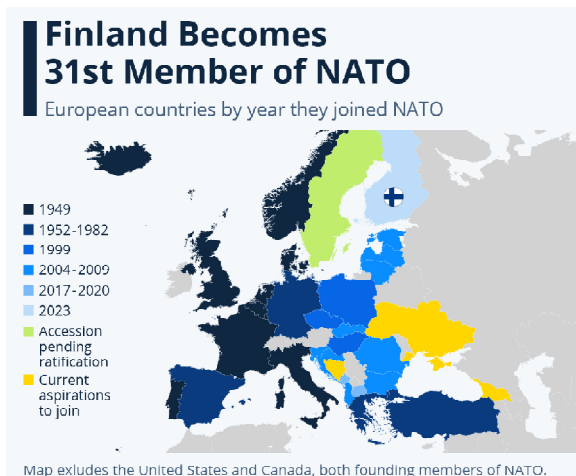 Finland Becomes
31st Member of NATO
European countries by year they joined NATO
1949
1952-1982
1999
2004-2009
2017-2020
2023
Accession
pending
ratification
Current
aspirations
to join
Map exludes the United States and Canada, both founding members of NATO.